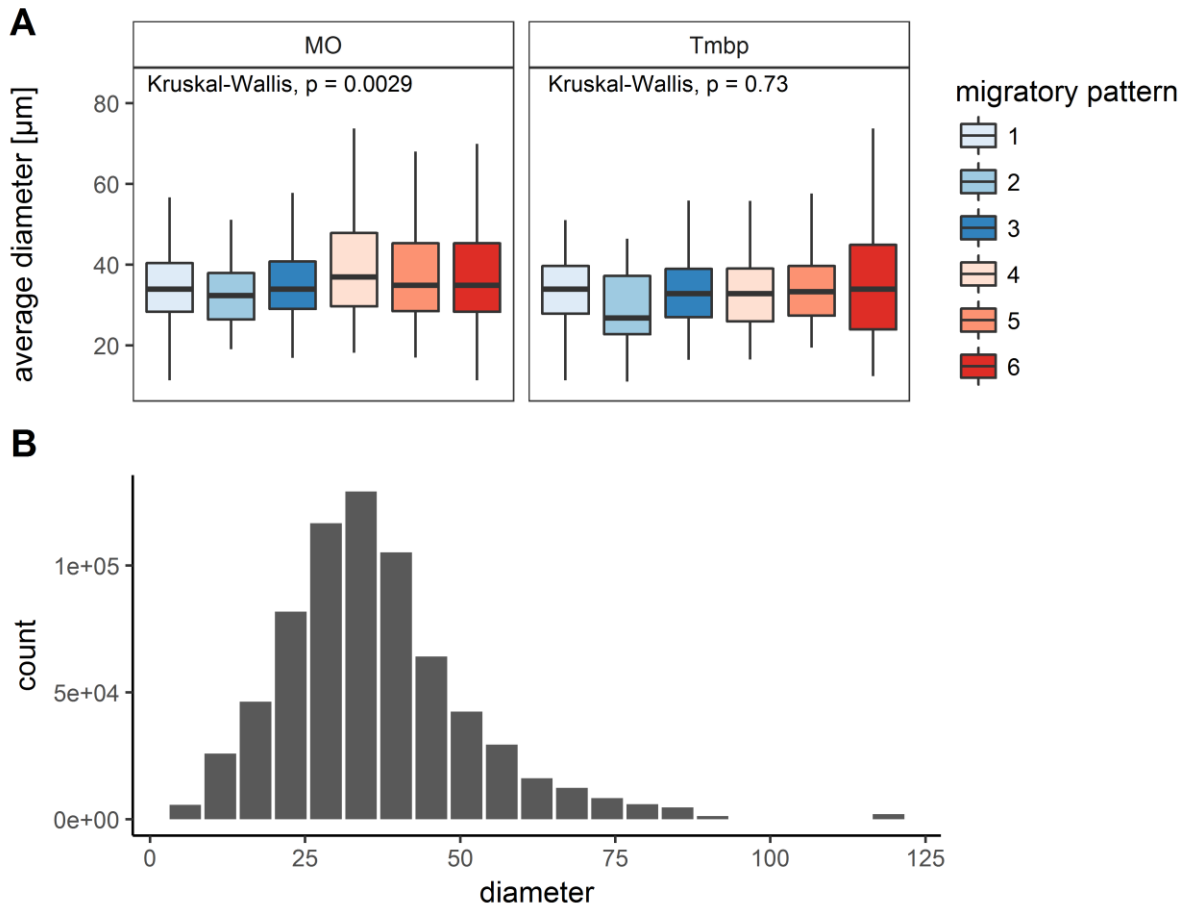 A
MO
Tmbp
Kruskal-Wallis, p = 0.0029
Kruskal-Wallis, p = 0.73
80
60
40
20
average diameter [µm]
migratory pattern
1
2
3
4
5
6
B
1e+05
5e+04
0e+00
count
0
25
50
75
100
125
diameter